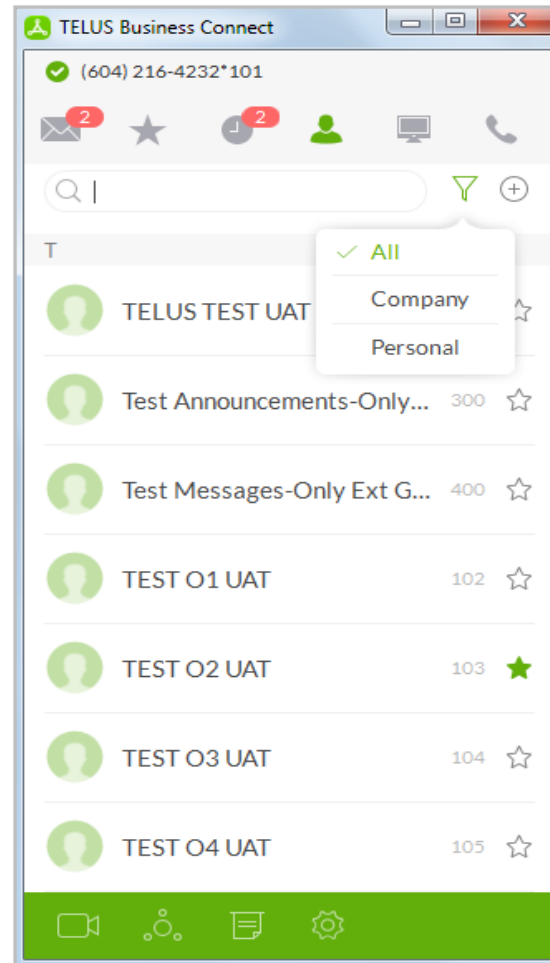 TELUS Business Connect
(604) 216-4232*101
2 2
T
All
Company
Personal
TELUS TEST UAT
Test Announcements-Only... 300
Test Messages-Only Ext G... 400
TEST O1 UAT 102
TEST O2 UAT 103
TEST O3 UAT 104
TEST O4 UAT 105